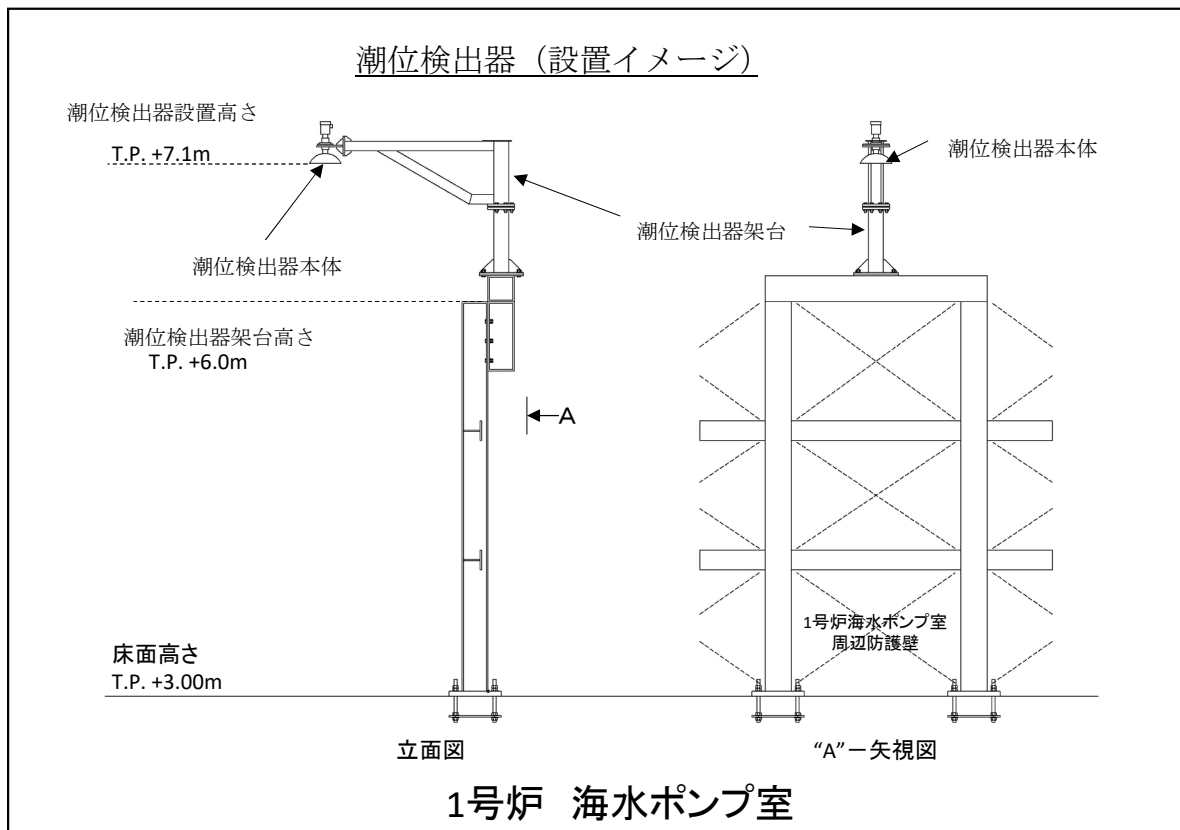 潮位検出器（設置イメージ）
潮位検出器設置高さ
T.P. +7.1m
潮位検出器本体
潮位検出器架台
潮位検出器本体
潮位検出器架台高さ
T.P. +6.0m
A
1号炉海水ポンプ室
周辺防護壁
床面高さ
T.P. +3.00m
立面図
“A”－矢視図
1号炉　海水ポンプ室